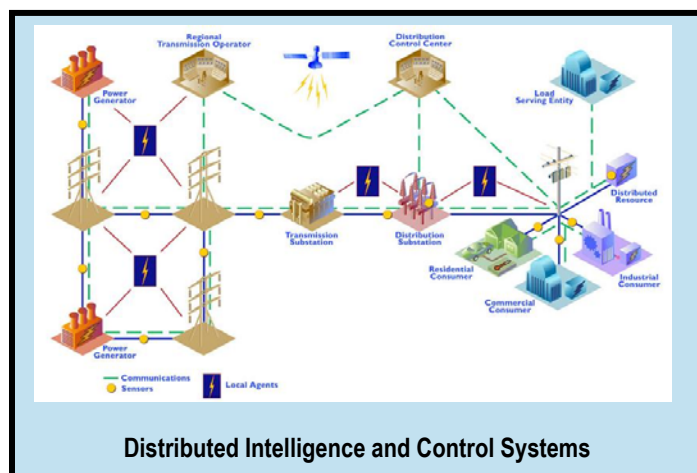 Regional
Transmission Operator
Distribution
Control Center
Power
Generator
Load
Serving Entity
Distributed
Resource
Transmission
Substation
Distribution
Substation
Residential
Consumer
Industrial
Consumer
Commercial
Consumer
Power
Generator
Communications
Sensors
Local Agents
Distributed Intelligence and Control Systems